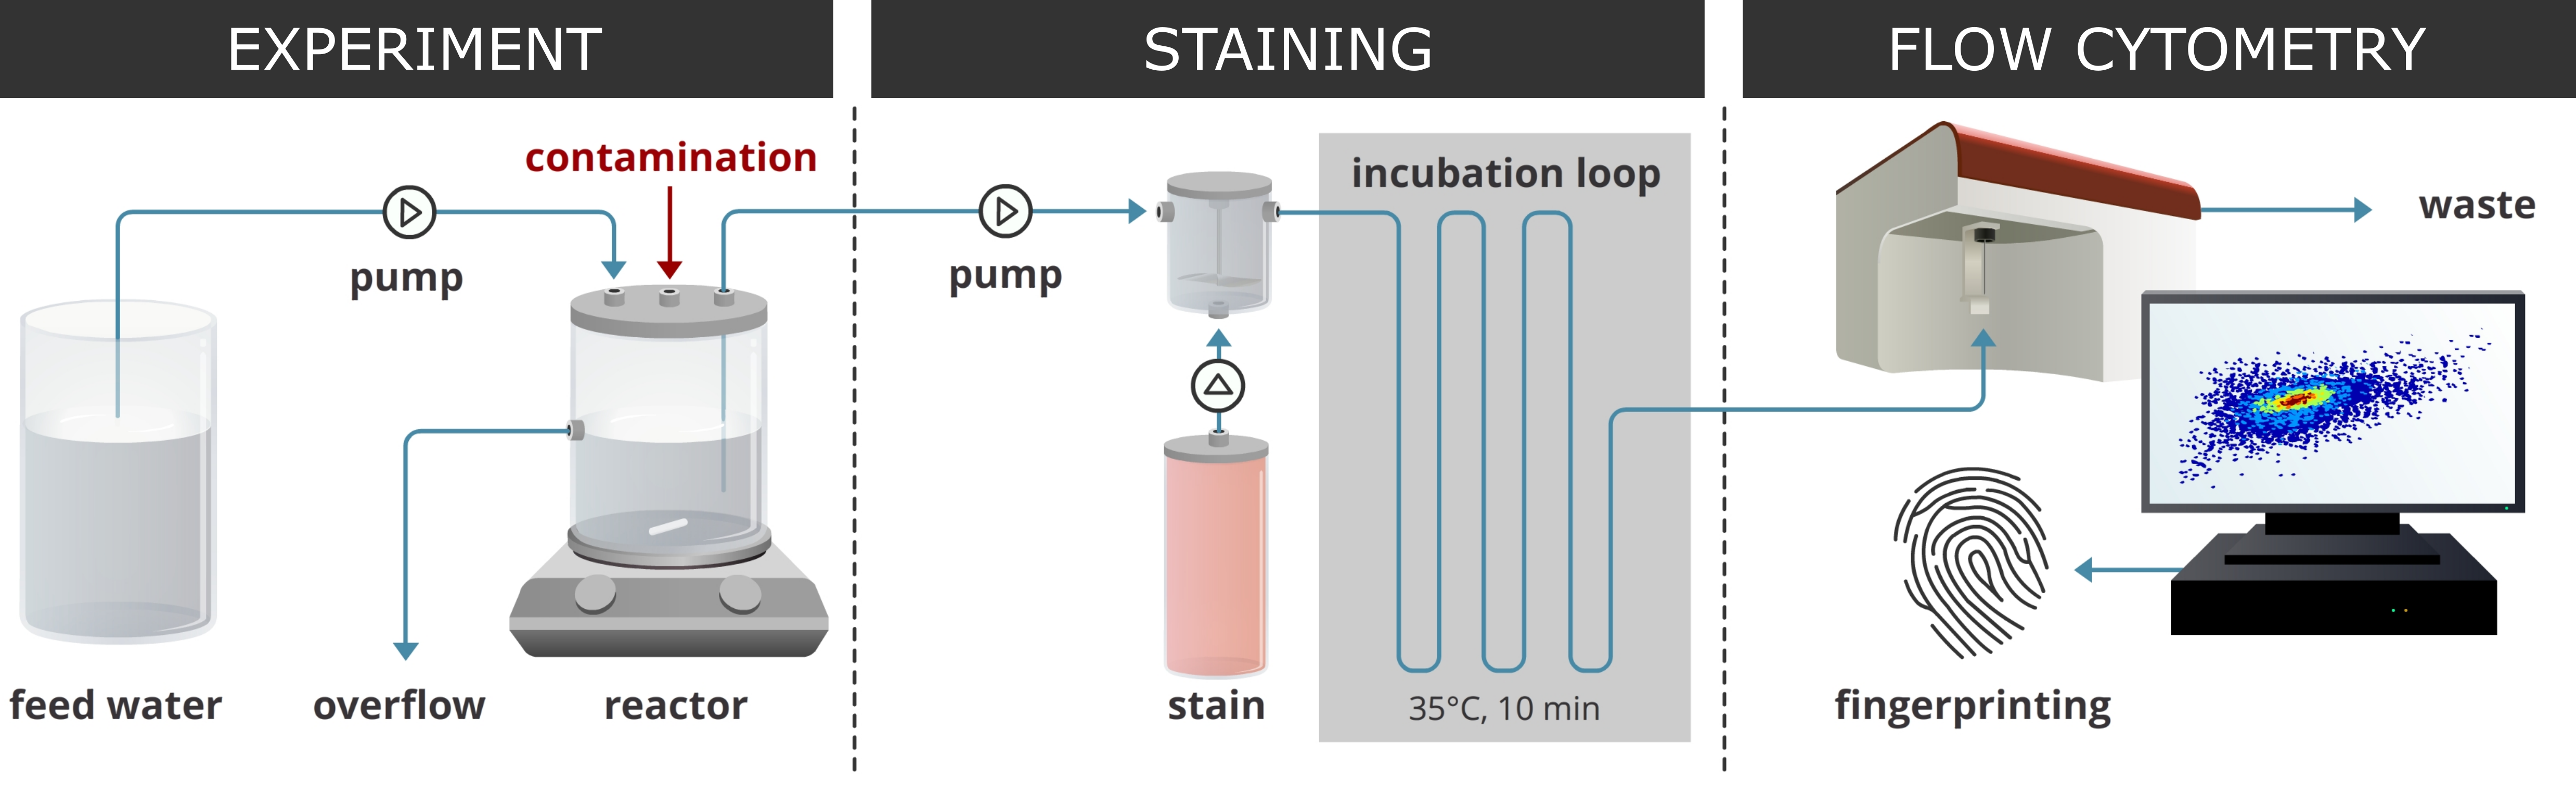 EXPERIMENT
contamination
pump
feed water
overflow
reactor
STAINING
pump
incubation loop
stain
35°C, 10 min
FLOW CYTOMETRY
waste
fingerprinting